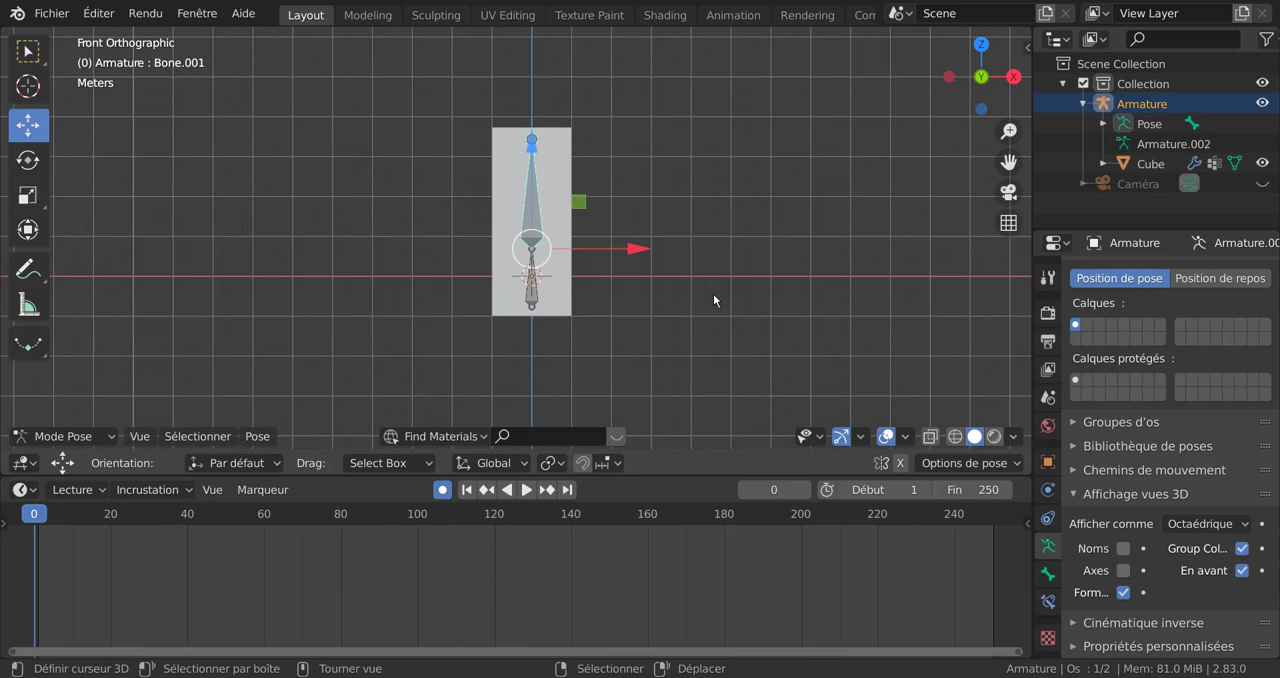 Fichier Éditer Rendu Fenêtre Aide Layout Modeling Sculpting UV Editing Texture Paint Shading Animation Rendering Com Scene View Layer
Front Orthographic
(0) Armature : Bone.001
Meters
Z
Y
X
Scene Collection
Collection
Armature
Pose
Armature.002
Cube
Caméra
Armature Armature.00
Position de pose Position de repos
Calques :
Calques protégés :
Groupes d'os
Bibliothèque de poses
Chemins de mouvement
Affichage vues 3D
Afficher comme Octaédrique
Noms Group Col...
Axes En avant
Form...
Cinématique inverse
Propriétés personnalisées
Mode Pose Vue Sélectionner Pose Find Materials
Orientation: Par défaut Drag: Select Box Global X Options de pose
Lecture Incrustation Vue Marqueur 0 Début 1 Fin 250
0 20 40 60 80 100 120 140 160 180 200 220 240
Définir curseur 3D Sélectionner par boîte Tourner vue Sélectionner Déplacer Armature | Os : 1/2 | Mem: 81.0 MiB | 2.83.0